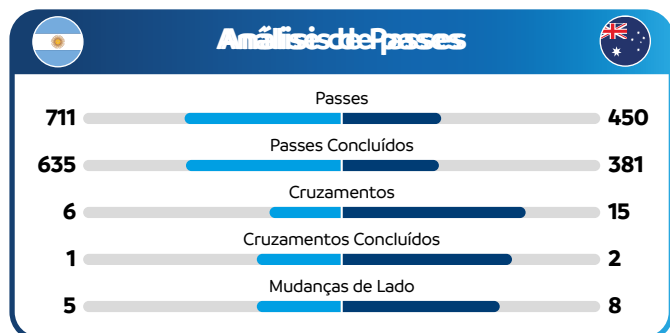 Análise de Passes
Passes
711 450
Passes Concluídos
635 381
Cruzamentos
6 15
Cruzamentos Concluídos
1 2
Mudanças de Lado
5 8